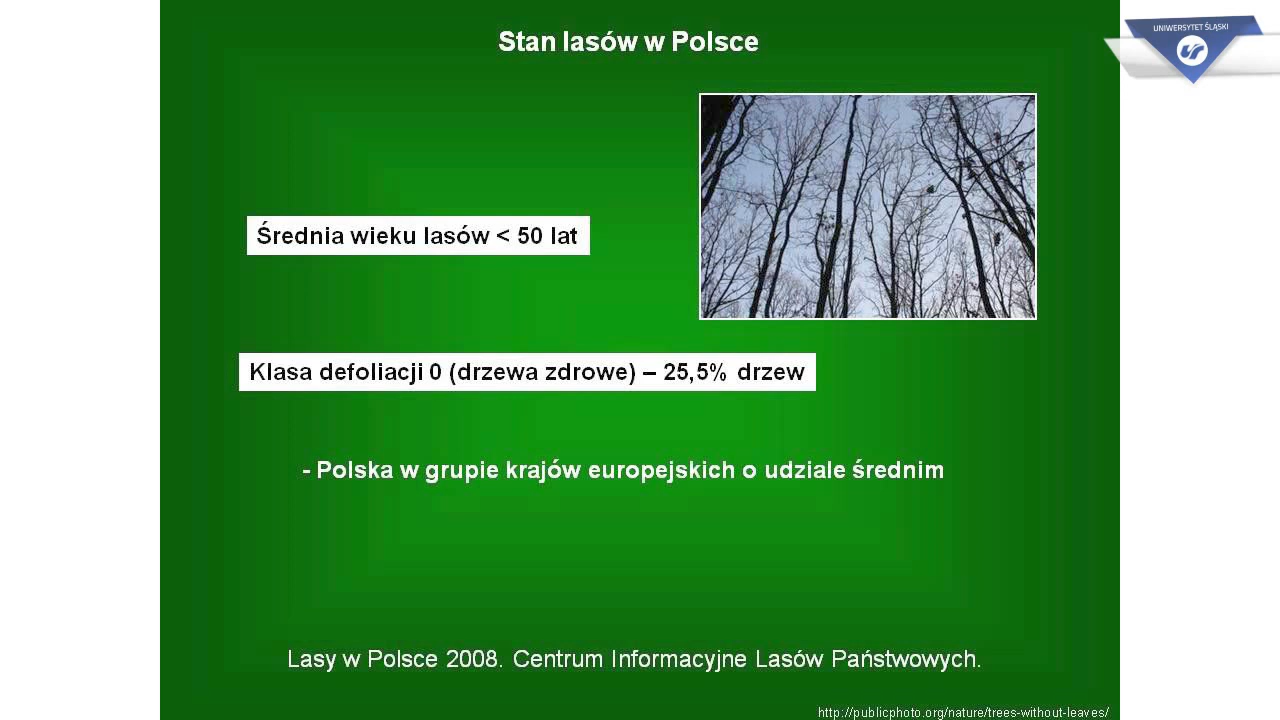 Stan lasów w Polsce
UNIWERSYTET ŚLĄSKI
Średnia wieku lasów < 50 lat
Klasa defoliacji 0 (drzewa zdrowe) – 25,5% drzew
- Polska w grupie krajów europejskich o udziale średnim
Lasy w Polsce 2008. Centrum Informacyjne Lasów Państwowych.
http://publicphoto.org/nature/trees-without-leaves/